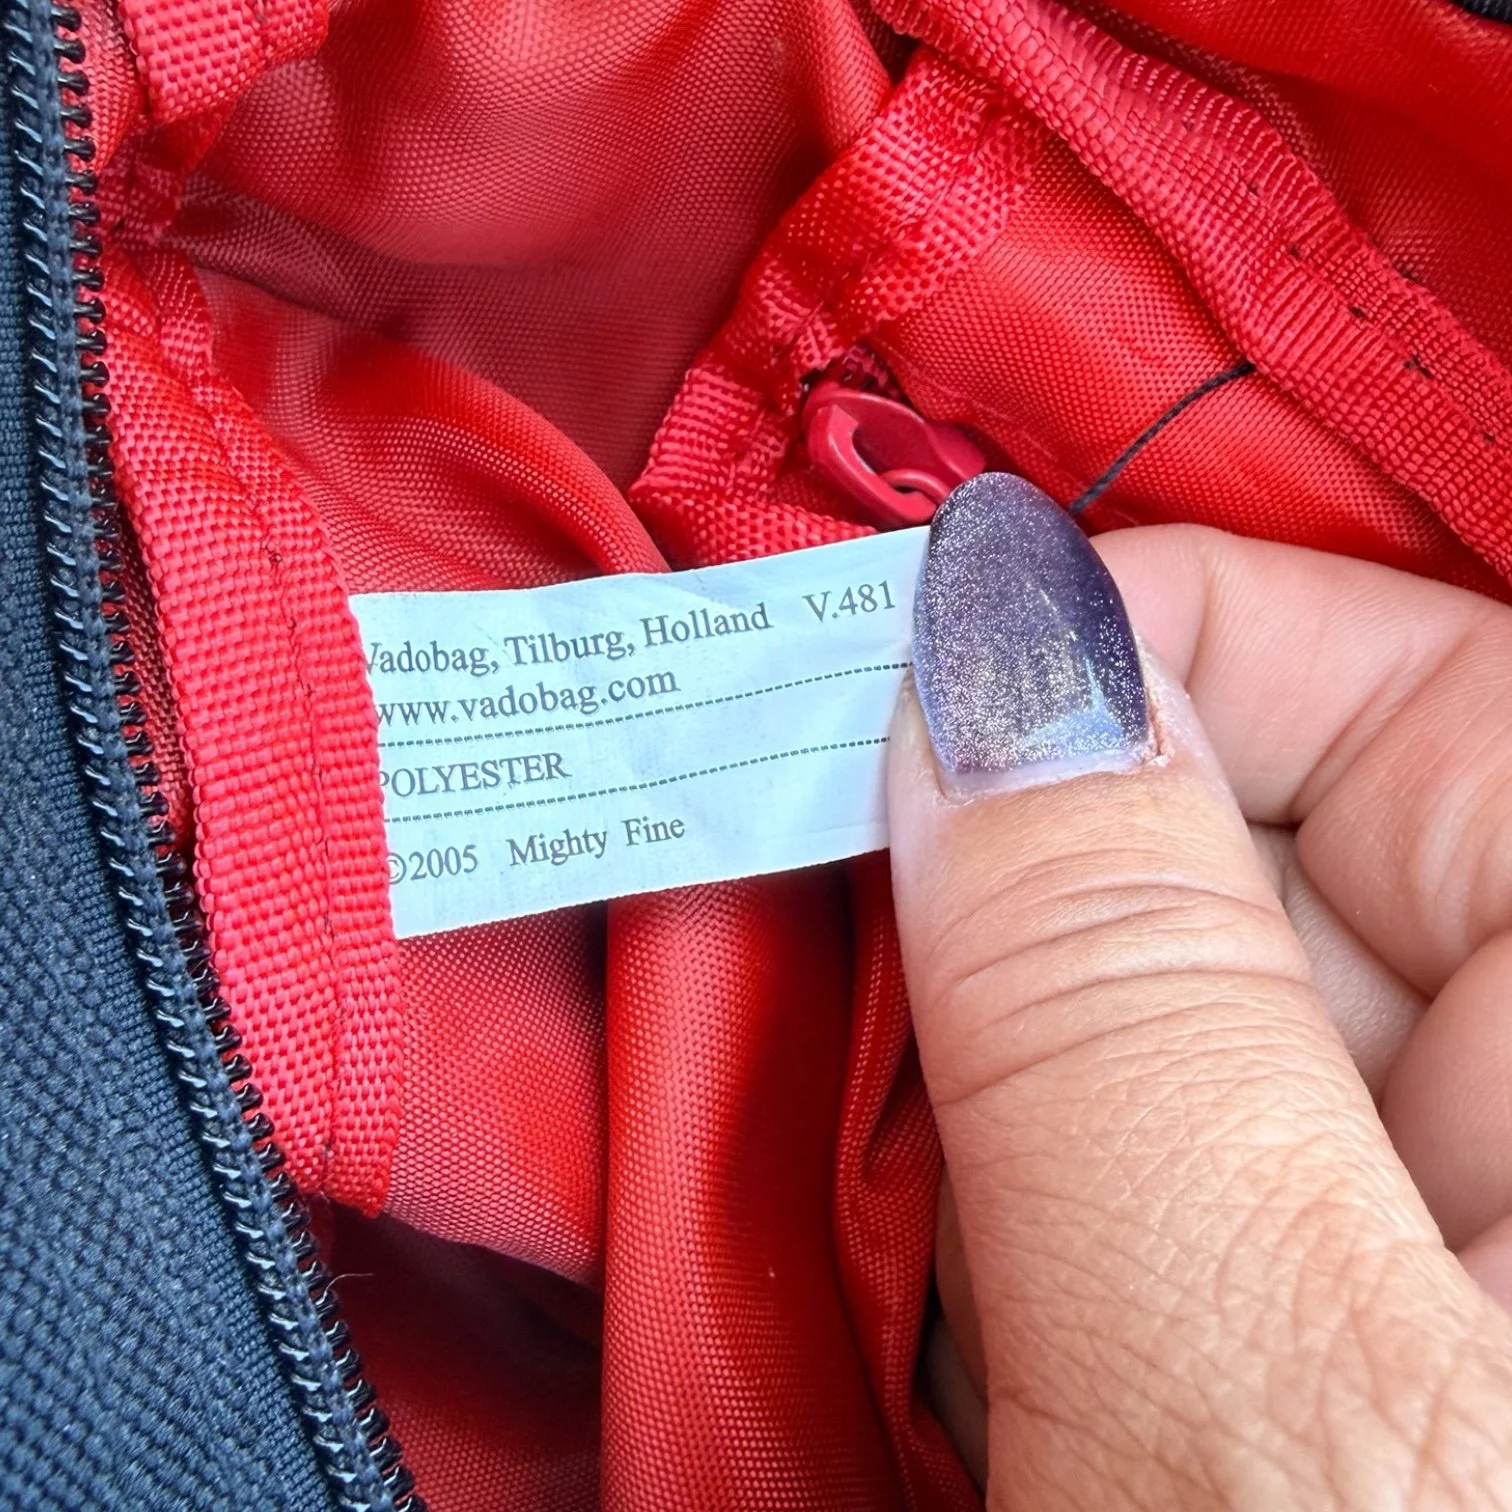 Vadobag, Tilburg, Holland V.481
www.vadobag.com
POLYESTER
©2005 Mighty Fine